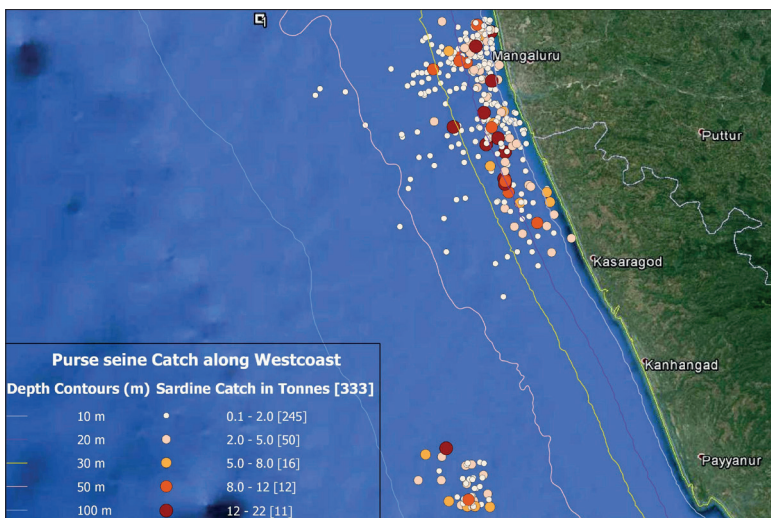 Mangaluru
Puttur
Kasaragod
Kanhangad
Payyanur
Purse seine Catch along Westcoast
Depth Contours (m) Sardine Catch in Tonnes [333]
10 m 0.1 - 2.0 [245]
20 m 2.0 - 5.0 [50]
30 m 5.0 - 8.0 [16]
50 m 8.0 - 12 [12]
100 m 12 - 22 [11]